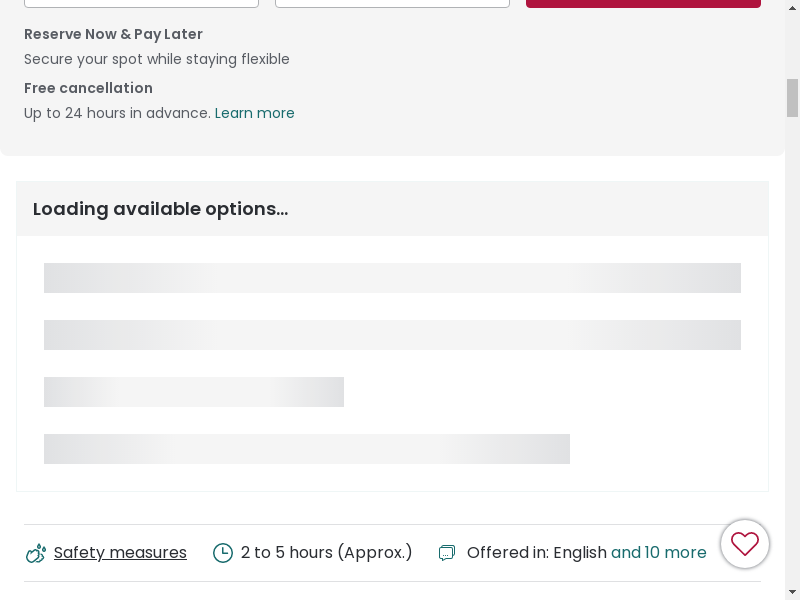 Reserve Now & Pay Later
Secure your spot while staying flexible
Free cancellation
Up to 24 hours in advance. Learn more
Loading available options...
Safety measures
2 to 5 hours (Approx.)
Offered in: English and 10 more